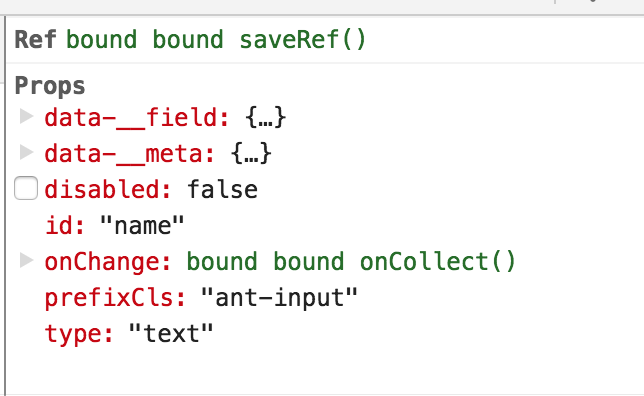 Ref bound bound saveRef()
Props
data-__field: {…}
data-__meta: {…}
disabled: false
id: "name"
onChange: bound bound onCollect()
prefixCls: "ant-input"
type: "text"